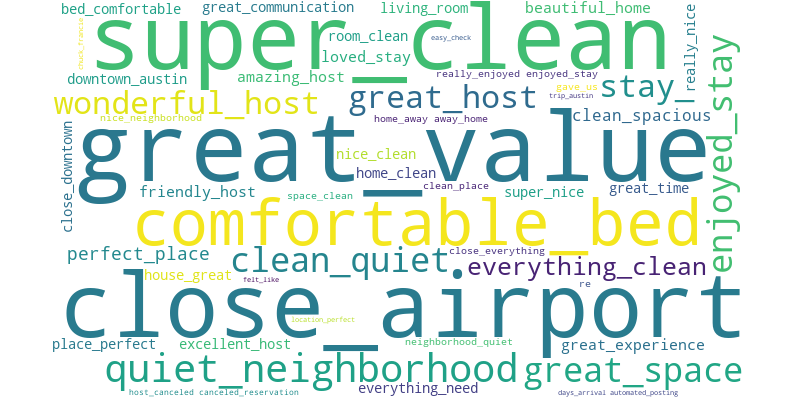 bed_comfortable
great_communication
living_room
beautiful_home
super_clean
chuck_francie
room_clean
easy_check
really_nice
loved_stay
downtown_austin
amazing_host
really_enjoyed enjoyed_stay
stay_
gave_us
trip_austin
wonderful_host
great_host
clean_spacious
nice_neighborhood
home_away away_home
enjoyed_stay
close_downtown
great_value
nice_clean
home_clean
clean_place
friendly_host
space_clean
super_nice
great_time
comfortable_bed
perfect_place
clean_quiet
close_everything
everything_clean
house_great
felt_like
re
close_airport
location_perfect
place_perfect
excellent_host
neighborhood_quiet
great_experience
quiet_neighborhood
great_space
host_canceled canceled_reservation
everything_need
days_arrival automated_posting